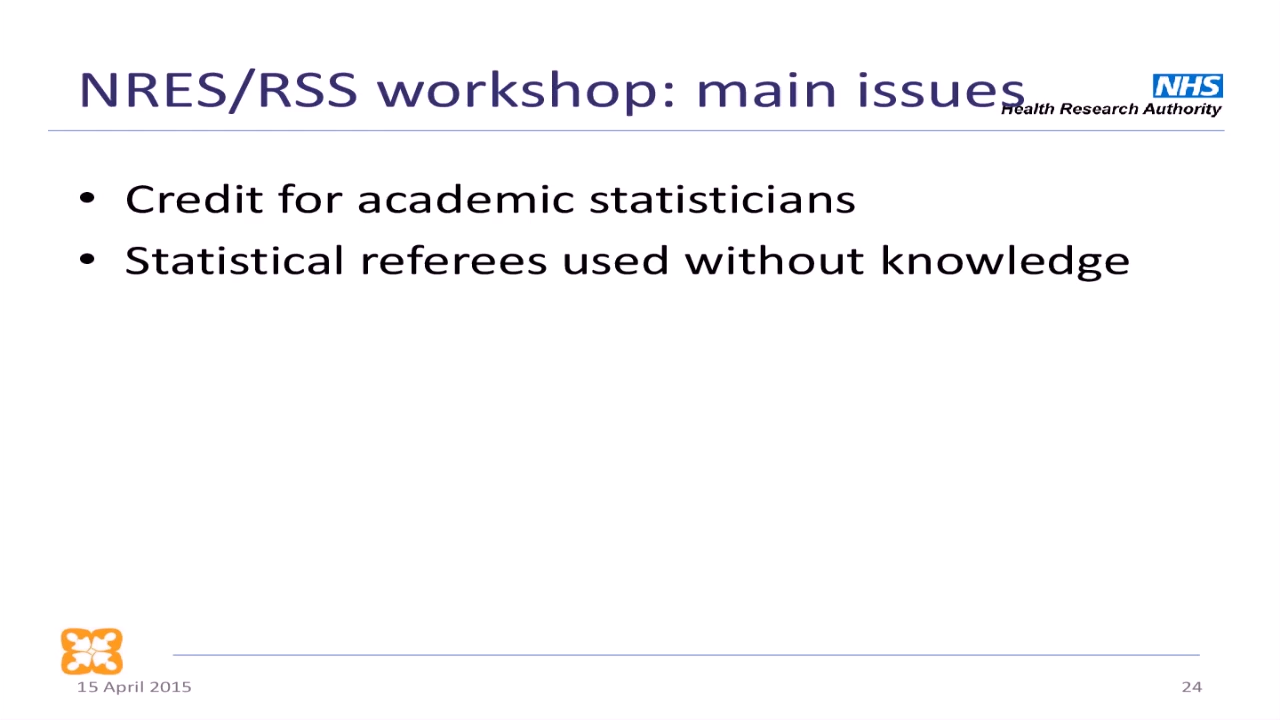 NRES/RSS workshop: main issues
NHS
Health Research Authority
• Credit for academic statisticians
• Statistical referees used without knowledge
15 April 2015
24